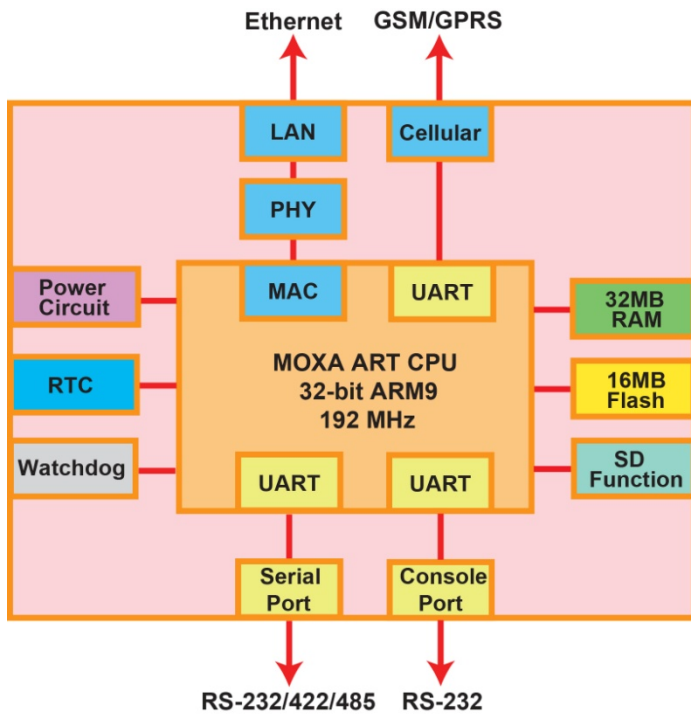 Ethernet
GSM/GPRS
LAN
Cellular
PHY
MAC
UART
Power
Circuit
32MB
RAM
MOXA ART CPU
32-bit ARM9
192 MHz
RTC
16MB
Flash
Watchdog
SD
Function
UART
UART
Serial
Port
Console
Port
RS-232/422/485
RS-232